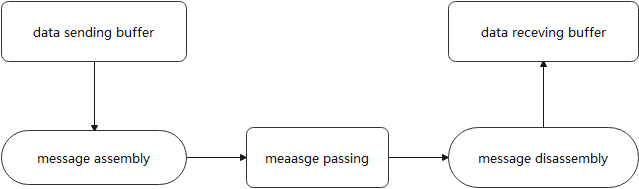 data sending buffer
data receving buffer
message assembly
meaasge passing
message disassembly